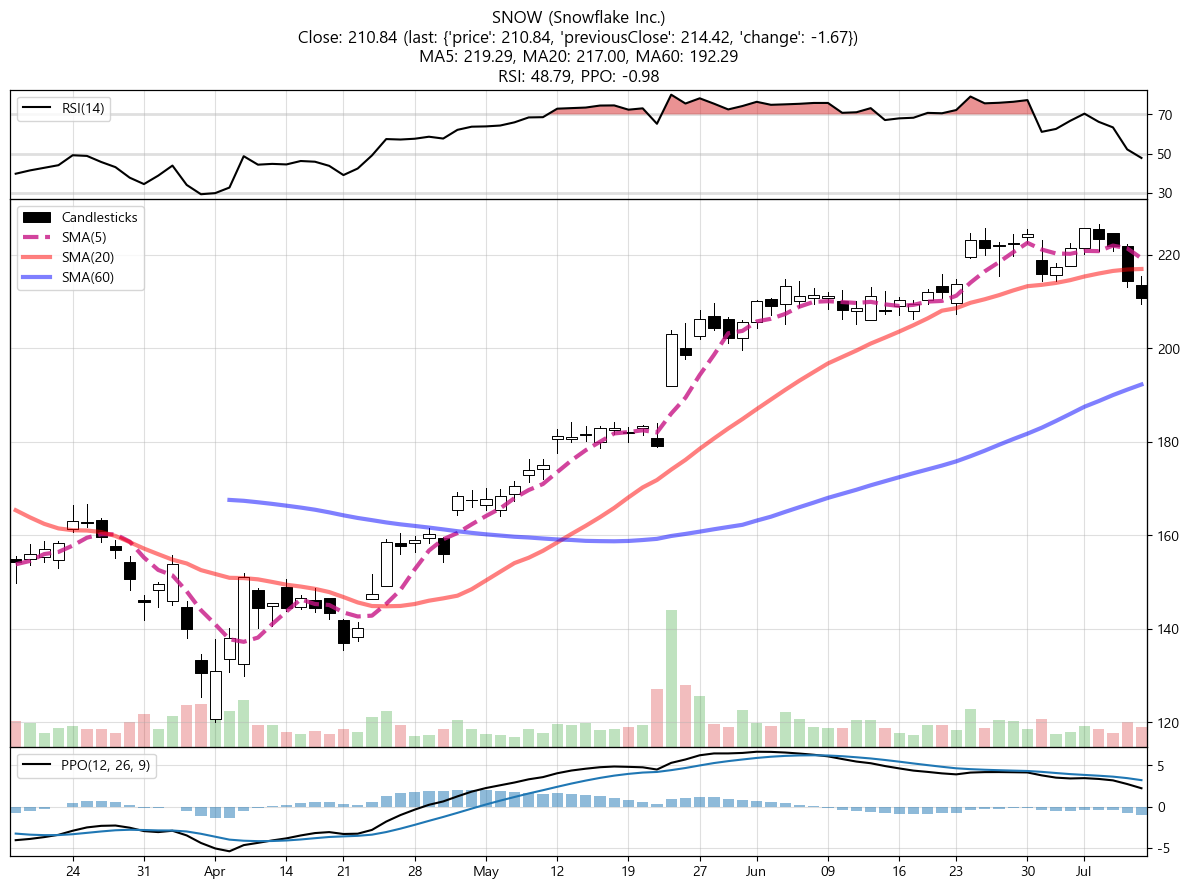 SNOW (Snowflake Inc.)
Close: 210.84 (last: {'price': 210.84, 'previousClose': 214.42, 'change': -1.67})
MA5: 219.29, MA20: 217.00, MA60: 192.29
RSI: 48.79, PPO: -0.98
RSI(14)
70
50
30
Candlesticks
SMA(5)
SMA(20)
SMA(60)
220
200
180
160
140
120
PPO(12, 26, 9)
5
0
-5
24 31 Apr 14 21 28 May 12 19 27 Jun 09 16 23 30 Jul